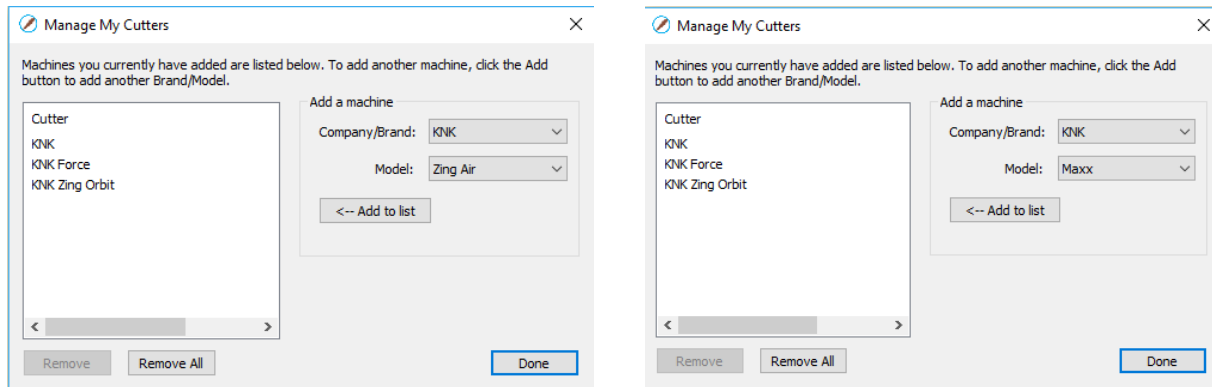 Manage My Cutters
Machines you currently have added are listed below. To add another machine, click the Add
button to add another Brand/Model.
Cutter
KNK
KNK Force
KNK Zing Orbit
Add a machine
Company/Brand: KNK
Model: Zing Air
<-- Add to list
Remove
Remove All
Done
Manage My Cutters
Machines you currently have added are listed below. To add another machine, click the Add
button to add another Brand/Model.
Cutter
KNK
KNK Force
KNK Zing Orbit
Add a machine
Company/Brand: KNK
Model: Maxx
<-- Add to list
Remove
Remove All
Done